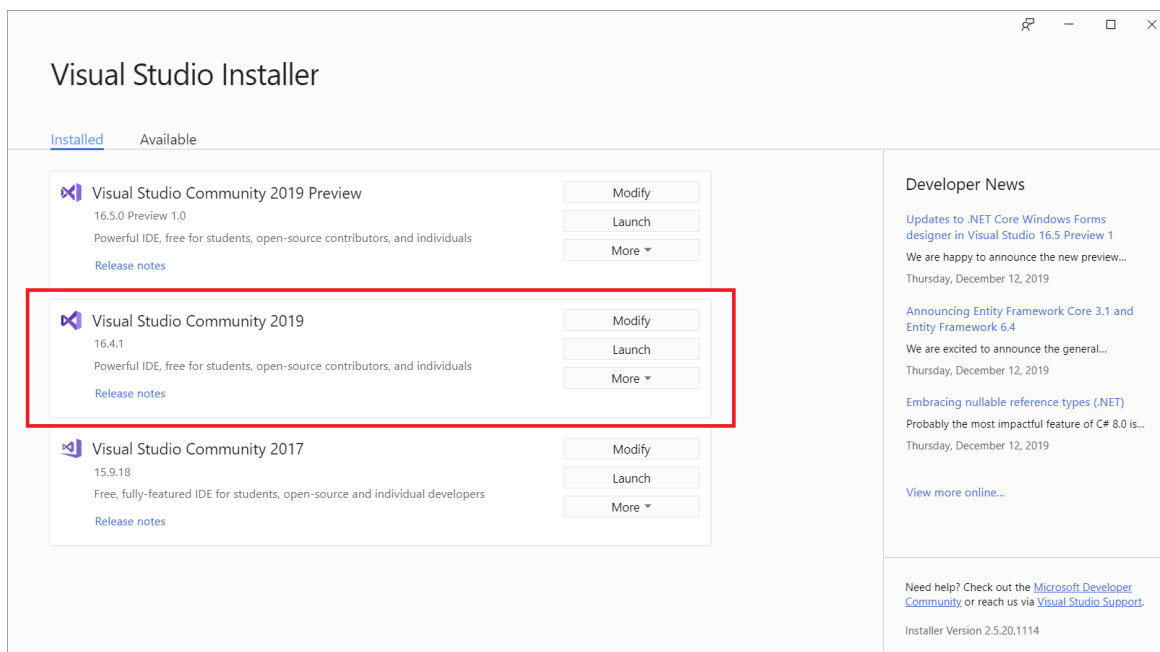 Visual Studio Installer
Installed
Available
Visual Studio Community 2019 Preview
16.5.0 Preview 1.0
Powerful IDE, free for students, open-source contributors, and individuals
Release notes
Modify
Launch
More
Visual Studio Community 2019
16.4.1
Powerful IDE, free for students, open-source contributors, and individuals
Release notes
Modify
Launch
More
Visual Studio Community 2017
15.9.18
Free, fully-featured IDE for students, open-source and individual developers
Release notes
Modify
Launch
More
Developer News
Updates to .NET Core Windows Forms
designer in Visual Studio 16.5 Preview 1
We are happy to announce the new preview...
Thursday, December 12, 2019
Announcing Entity Framework Core 3.1 and
Entity Framework 6.4
We are excited to announce the general...
Thursday, December 12, 2019
Embracing nullable reference types (.NET)
Probably the most impactful feature of C# 8.0 is...
Thursday, December 12, 2019
View more online...
Need help? Check out the Microsoft Developer
Community or reach us via Visual Studio Support.
Installer Version 2.5.20.1114